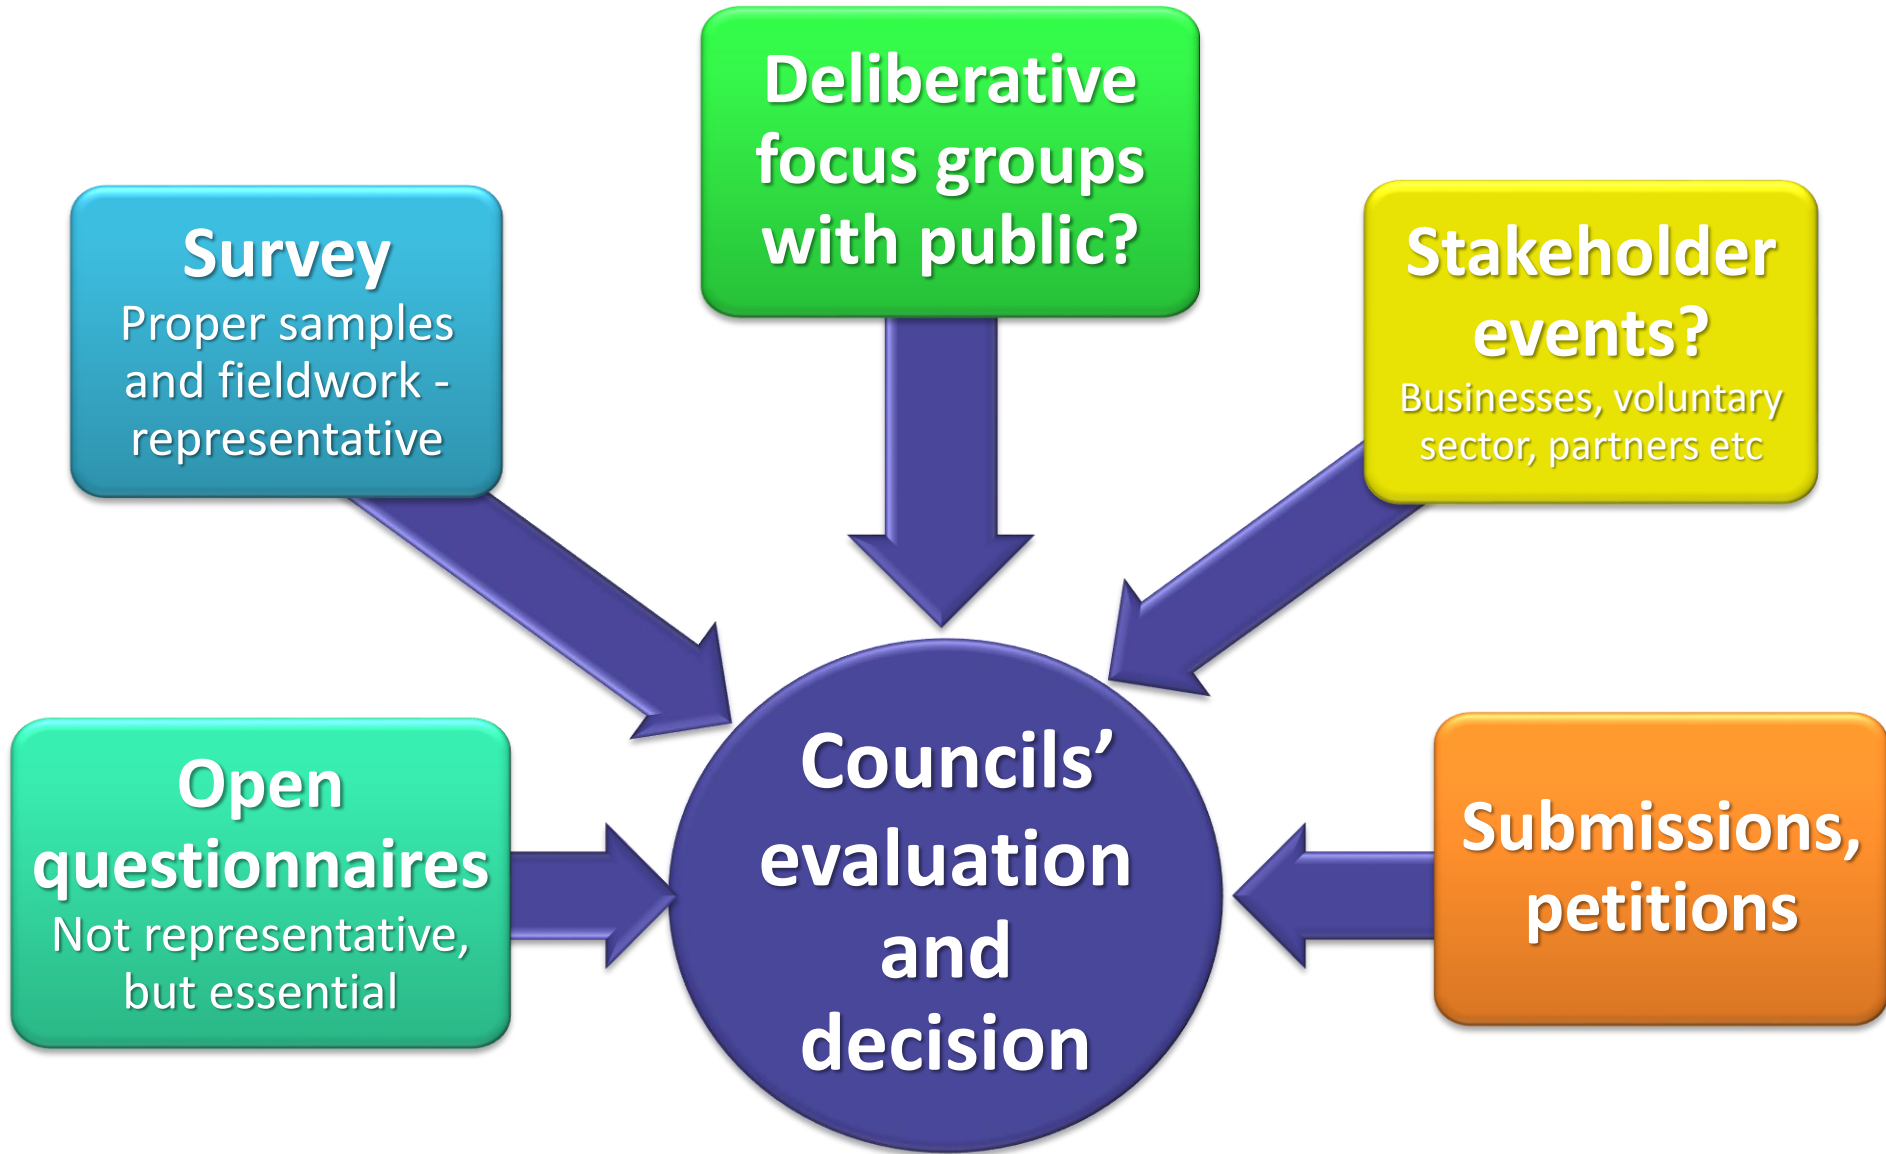 Deliberative
focus groups
with public?
Survey
Proper samples
and fieldwork -
representative
Stakeholder
events?
Businesses, voluntary
sector, partners etc
Open
questionnaires
Not representative,
but essential
Councils’
evaluation
and
decision
Submissions,
petitions